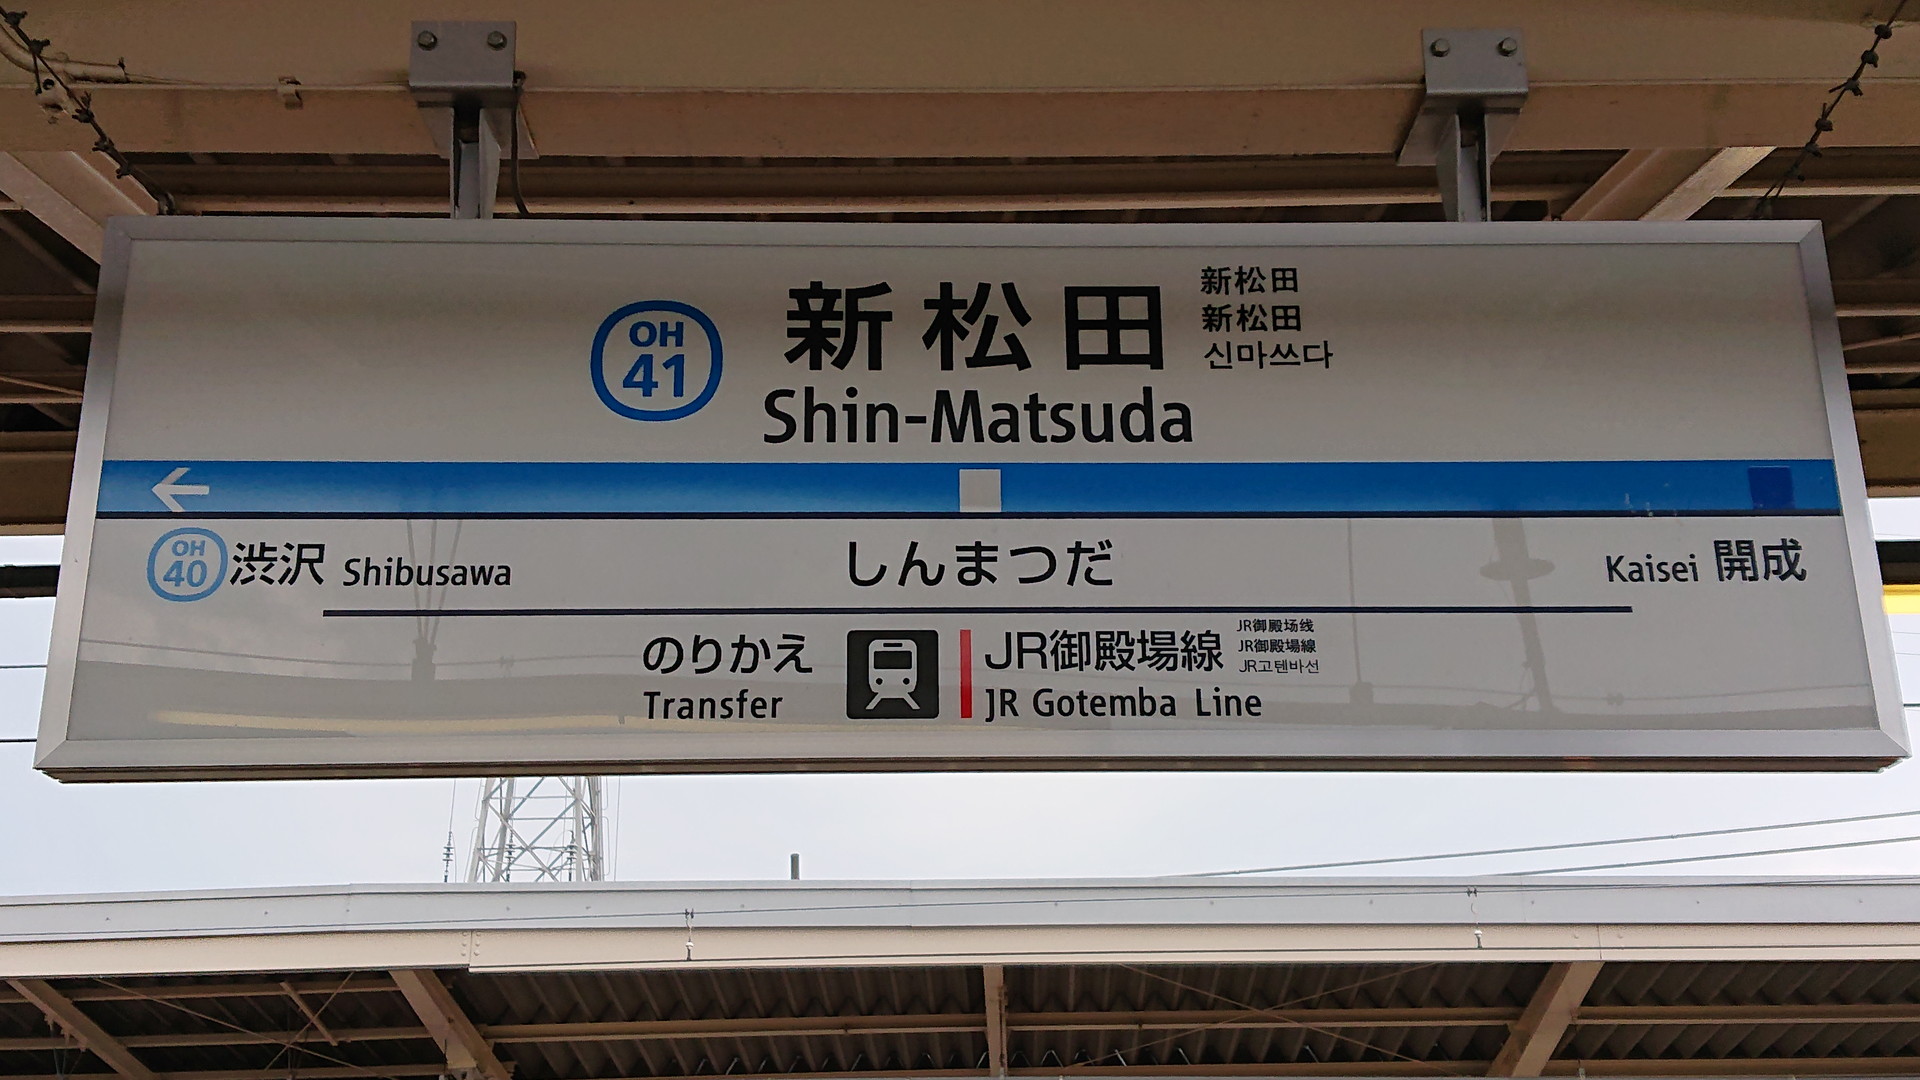 OH
41
新松田
新松田
新松田
신마쓰다
Shin-Matsuda
←
OH
40
渋沢 Shibusawa
しんまつだ
Kaisei 開成
のりかえ
Transfer
JR御殿場線
JR Gotemba Line
JR御殿场线
JR御殿場線
JR고텐바선